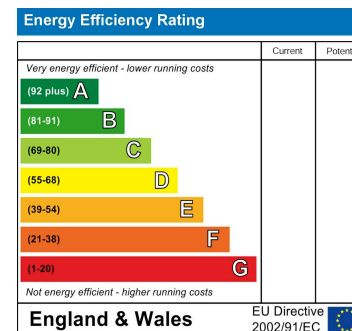 Energy Efficiency Rating
Current Potent
Very energy efficient - lower running costs
(92 plus) A
(81-91) B
(69-80) C
(55-68) D
(39-54) E
(21-38) F
(1-20) G
Not energy efficient - higher running costs
England & Wales
EU Directive
2002/91/EC